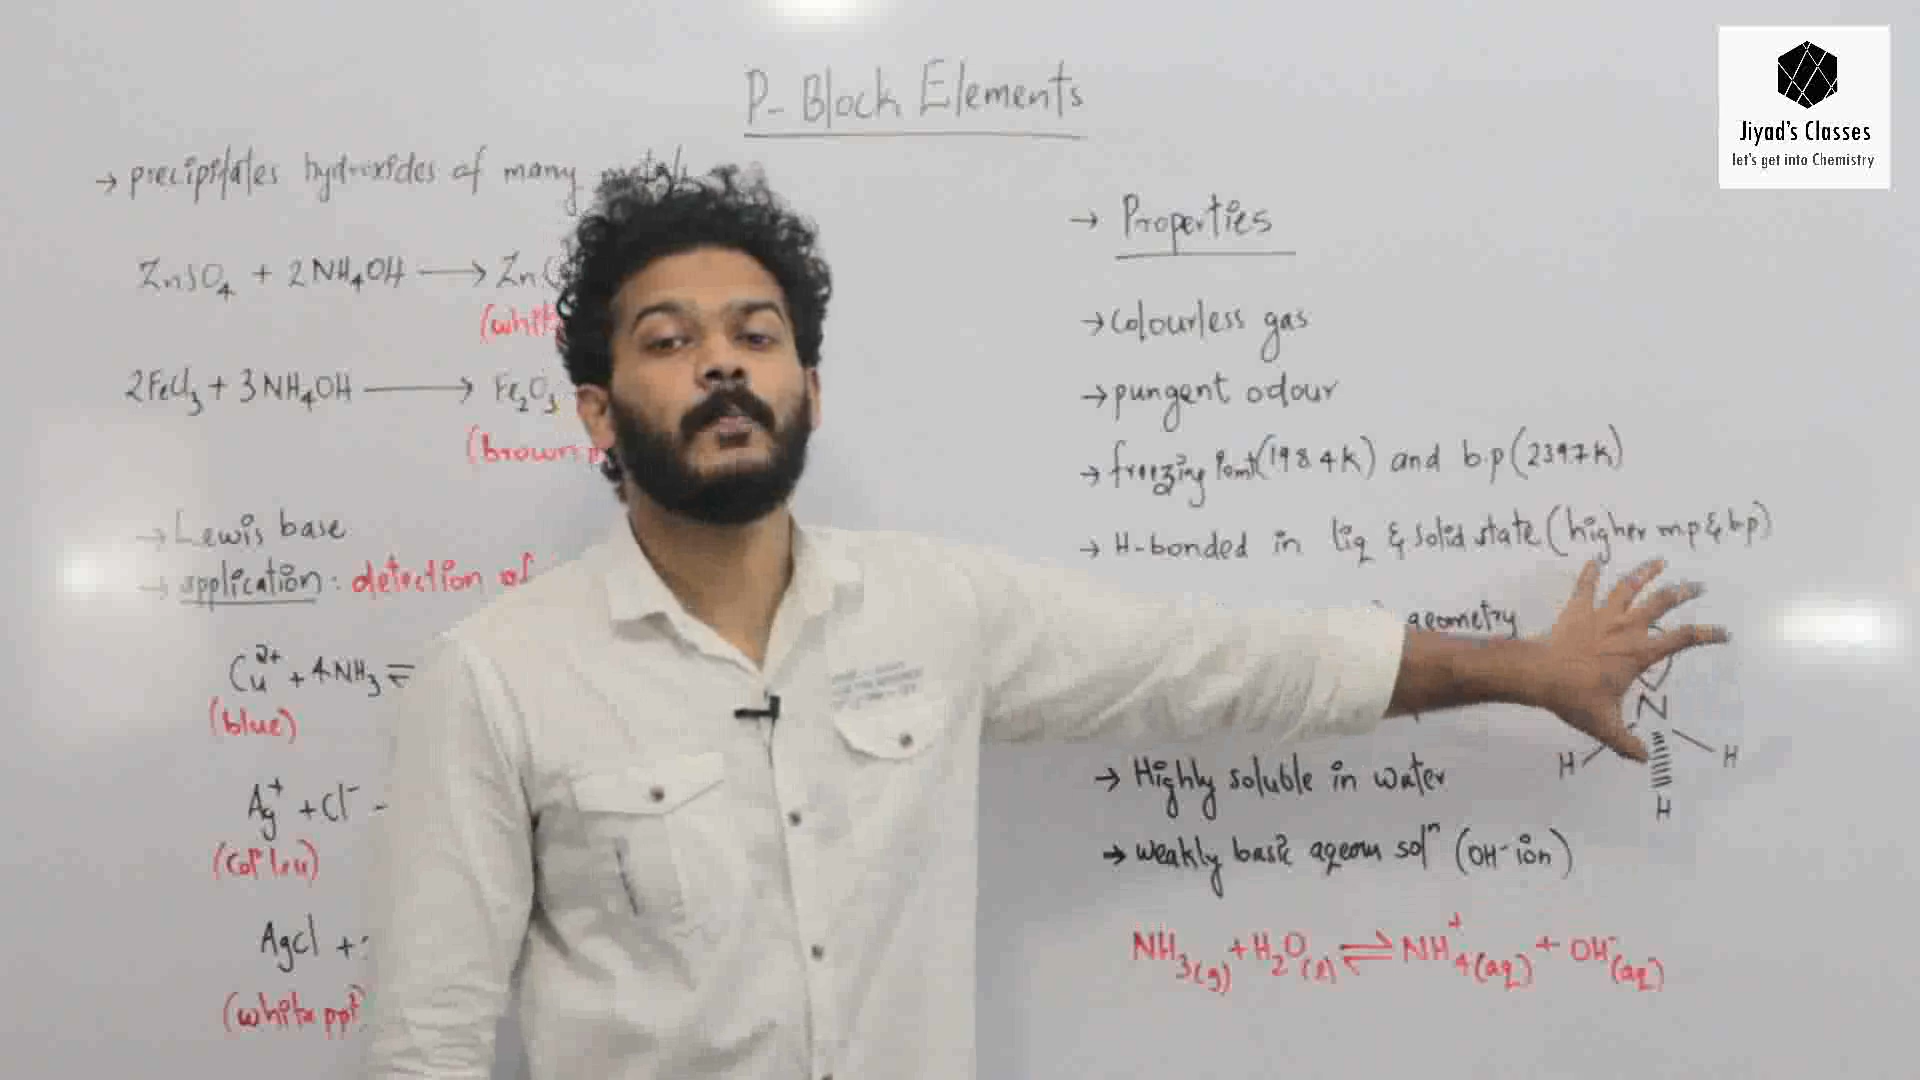 P- Block Elements
Jiyad's Classes
let's get into Chemistry
→ precipitates hydroxides of many metals
ZnSO₄ + 2NH₄OH ⟶ Zn(
(whit
2FeCl₃ + 3NH₄OH ⟶ Fe₂O₃
(brown p
→ Lewis base
→ application : detection of
Cu²⁺ + 4NH₃ ⇌
(blue)
Ag⁺ + Cl⁻ -
AgCl +
(white ppt)
→ Properties
→ Colourless gas
→ pungent odour
→ freezing Point (198.4K) and b.p (239.7K)
→ H-bonded in liq & solid state (higher mp & bp)
geometry
N
H H
H
→ Highly soluble in water
→ weakly basic aqeous solⁿ (OH⁻ ion)
NH₃(g) + H₂O(l) ⇌ NH₄⁺(aq) + OH⁻(aq)